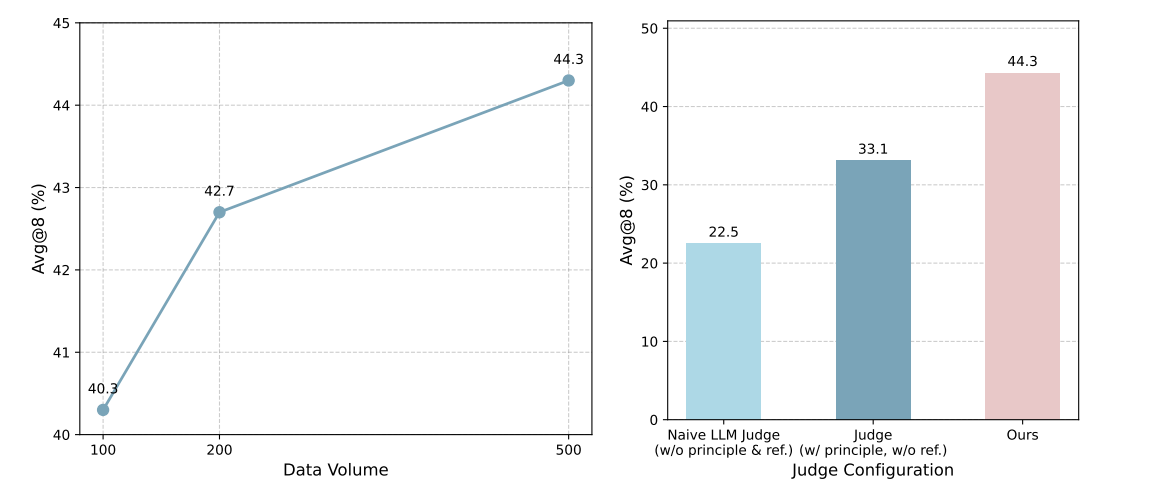 45
44
43
42
41
40
Avg@8 (%)
40.3
42.7
44.3
100 200 500
Data Volume
50
40
30
20
10
0
Avg@8 (%)
22.5
33.1
44.3
Naive LLM Judge
(w/o principle & ref.)
Judge
(w/ principle, w/o ref.)
Ours
Judge Configuration